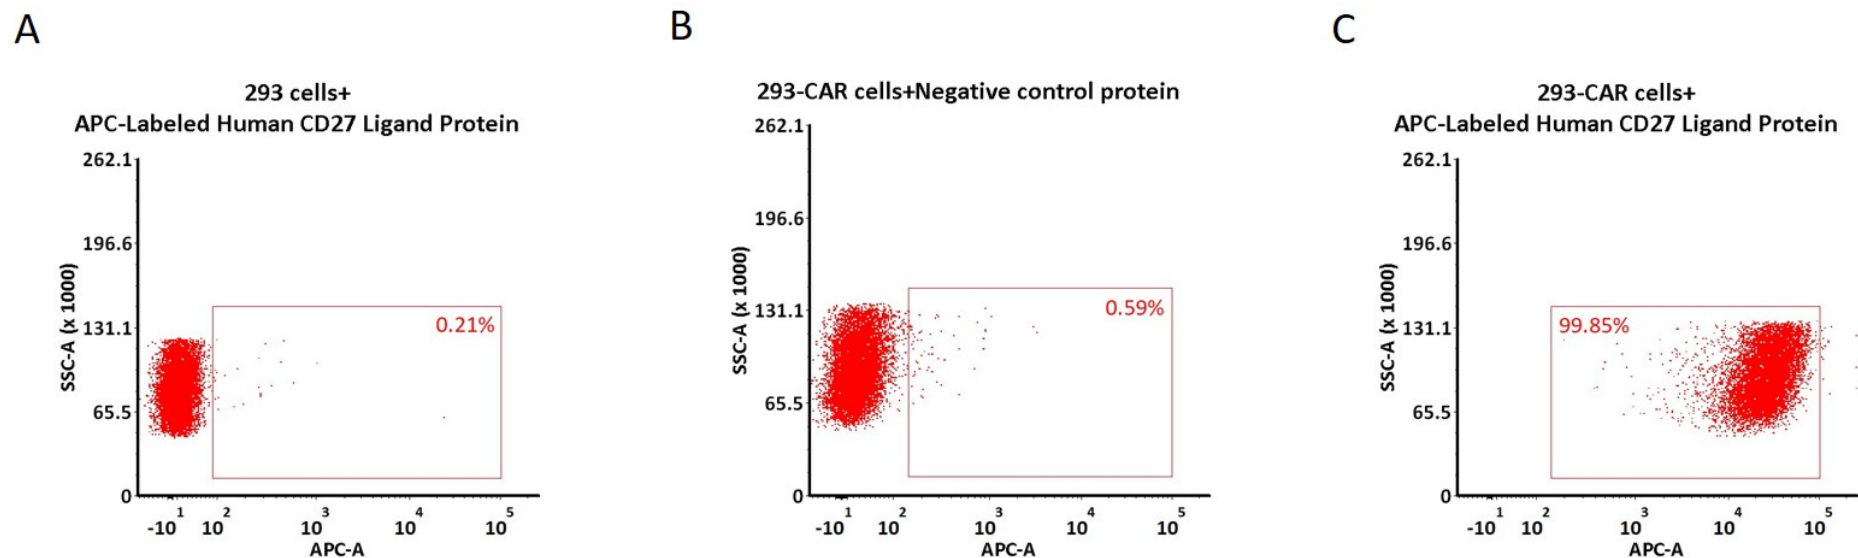 A
293 cells+
APC-Labeled Human CD27 Ligand Protein
262.1
196.6
131.1
65.5
0
SSC-A (x 1000)
0.21%
-10^1 10^2 10^3 10^4 10^5
APC-A
B
293-CAR cells+Negative control protein
262.1
196.6
131.1
65.5
0
SSC-A (x 1000)
0.59%
-10^1 10^2 10^3 10^4 10^5
APC-A
C
293-CAR cells+
APC-Labeled Human CD27 Ligand Protein
262.1
196.6
131.1
65.5
0
SSC-A (x 1000)
99.85%
-10^1 10^2 10^3 10^4 10^5
APC-A